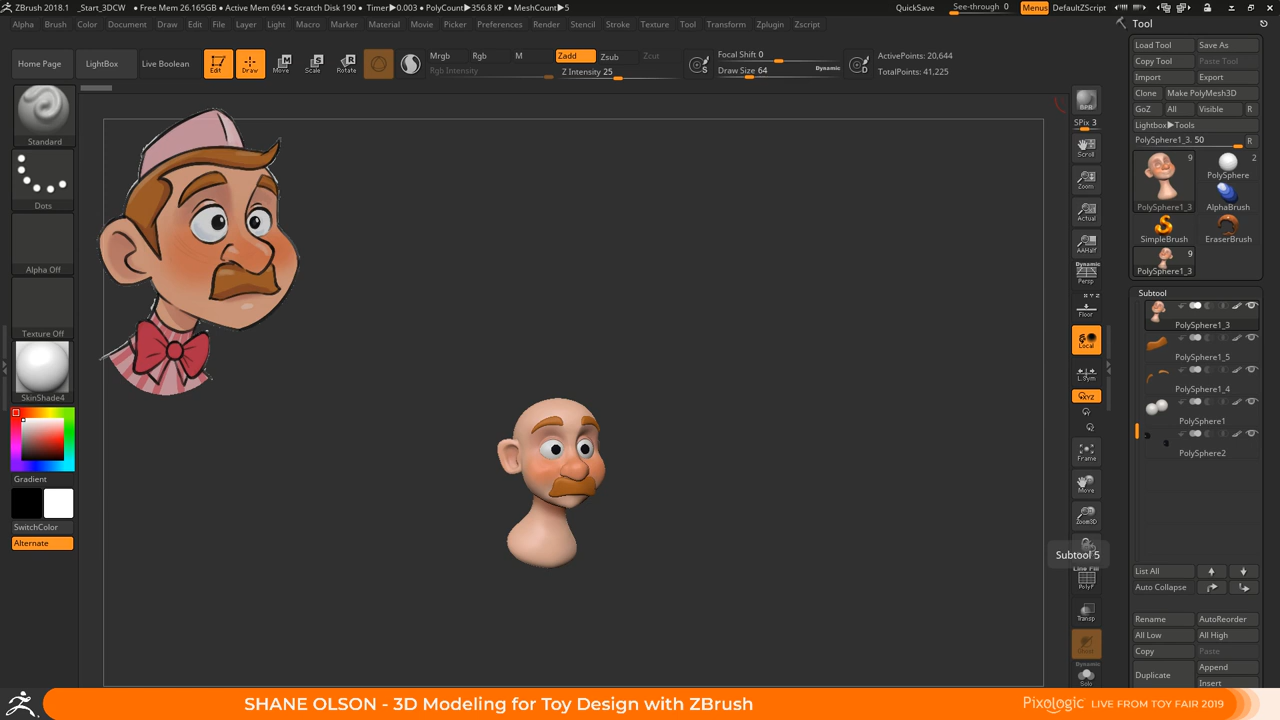 ZBrush 2018.1 _Start_3DCW • Free Mem 26.165GB • Active Mem 694 • Scratch Disk 190 • Timer▶0.003 • PolyCount▶356.8 KP • MeshCount▶5 QuickSave See-through 0 Menus DefaultZScript
Alpha Brush Color Document Draw Edit File Layer Light Macro Marker Material Movie Picker Preferences Render Stencil Stroke Texture Tool Transform Zplugin Zscript
Home Page LightBox Live Boolean Edit Draw Move Scale Rotate
Mrgb Rgb M Zadd Zsub Zcut
Rgb Intensity Z Intensity 25
Focal Shift 0
Draw Size 64 Dynamic
ActivePoints: 20,644
TotalPoints: 41,225
Standard
Dots
Alpha Off
Texture Off
SkinShade4
Gradient
SwitchColor
Alternate
BPR
SPix 3
Scroll
Zoom
Actual
AAHalf
Dynamic
Persp
Floor
Local
L.Sym
XYZ
Frame
Move
Zoom3D
Subtool 5
Line Fill
PolyF
Transp
Dynamic
Solo
Tool
Load Tool Save As
Copy Tool Paste Tool
Import Export
Clone Make PolyMesh3D
GoZ All Visible R
Lightbox▶Tools
PolySphere1_3. 50 R
9 2
PolySphere
PolySphere1_3 AlphaBrush
SimpleBrush EraserBrush
9
PolySphere1_3
Subtool
PolySphere1_3
PolySphere1_5
PolySphere1_4
PolySphere1
PolySphere2
List All
Auto Collapse
Rename AutoReorder
All Low All High
Copy Paste
Duplicate Append
Insert
SHANE OLSON - 3D Modeling for Toy Design with ZBrush
Pixologic LIVE FROM TOY FAIR 2019